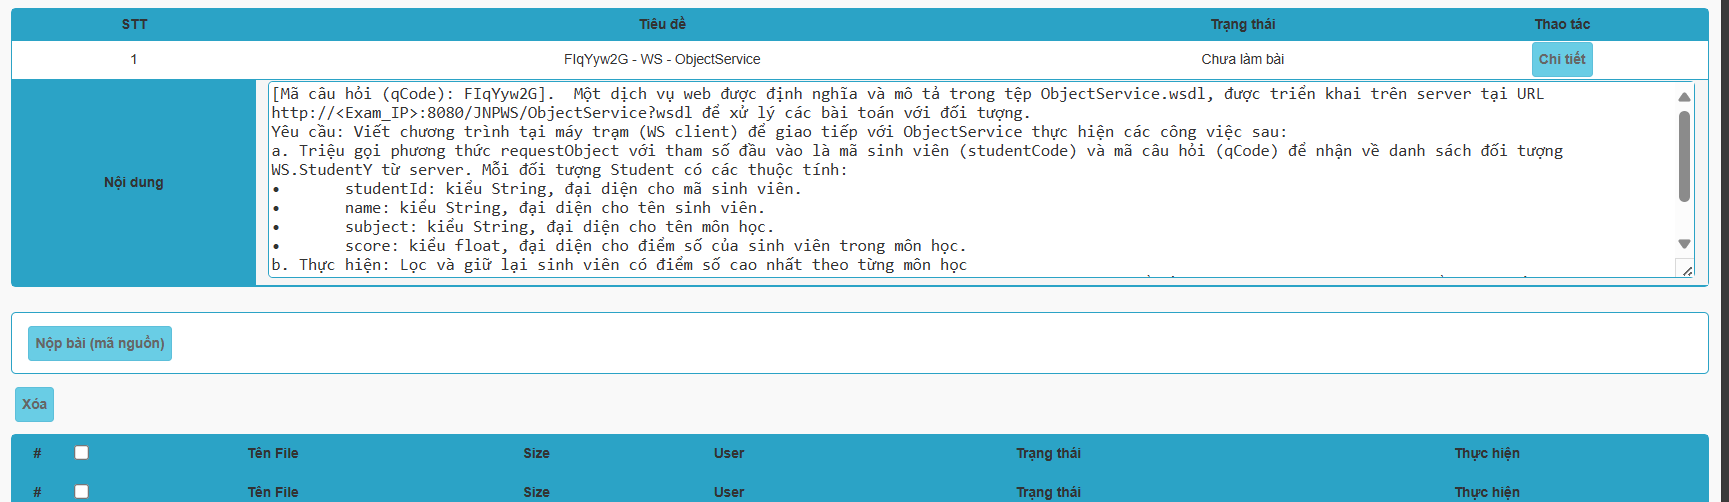 STT Tiêu đề Trạng thái Thao tác
1 FIqYyw2G - WS - ObjectService Chưa làm bài Chi tiết
Nội dung
[Mã câu hỏi (qCode): FIqYyw2G].  Một dịch vụ web được định nghĩa và mô tả trong tệp ObjectService.wsdl, được triển khai trên server tại URL
http://<Exam_IP>:8080/JNPWS/ObjectService?wsdl để xử lý các bài toán với đối tượng.
Yêu cầu: Viết chương trình tại máy trạm (WS client) để giao tiếp với ObjectService thực hiện các công việc sau:
a. Triệu gọi phương thức requestObject với tham số đầu vào là mã sinh viên (studentCode) và mã câu hỏi (qCode) để nhận về danh sách đối tượng
WS.StudentY từ server. Mỗi đối tượng Student có các thuộc tính:
• studentId: kiểu String, đại diện cho mã sinh viên.
• name: kiểu String, đại diện cho tên sinh viên.
• subject: kiểu String, đại diện cho tên môn học.
• score: kiểu float, đại diện cho điểm số của sinh viên trong môn học.
b. Thực hiện: Lọc và giữ lại sinh viên có điểm số cao nhất theo từng môn học
Nộp bài (mã nguồn)
Xóa
# Tên File Size User Trạng thái Thực hiện
# Tên File Size User Trạng thái Thực hiện